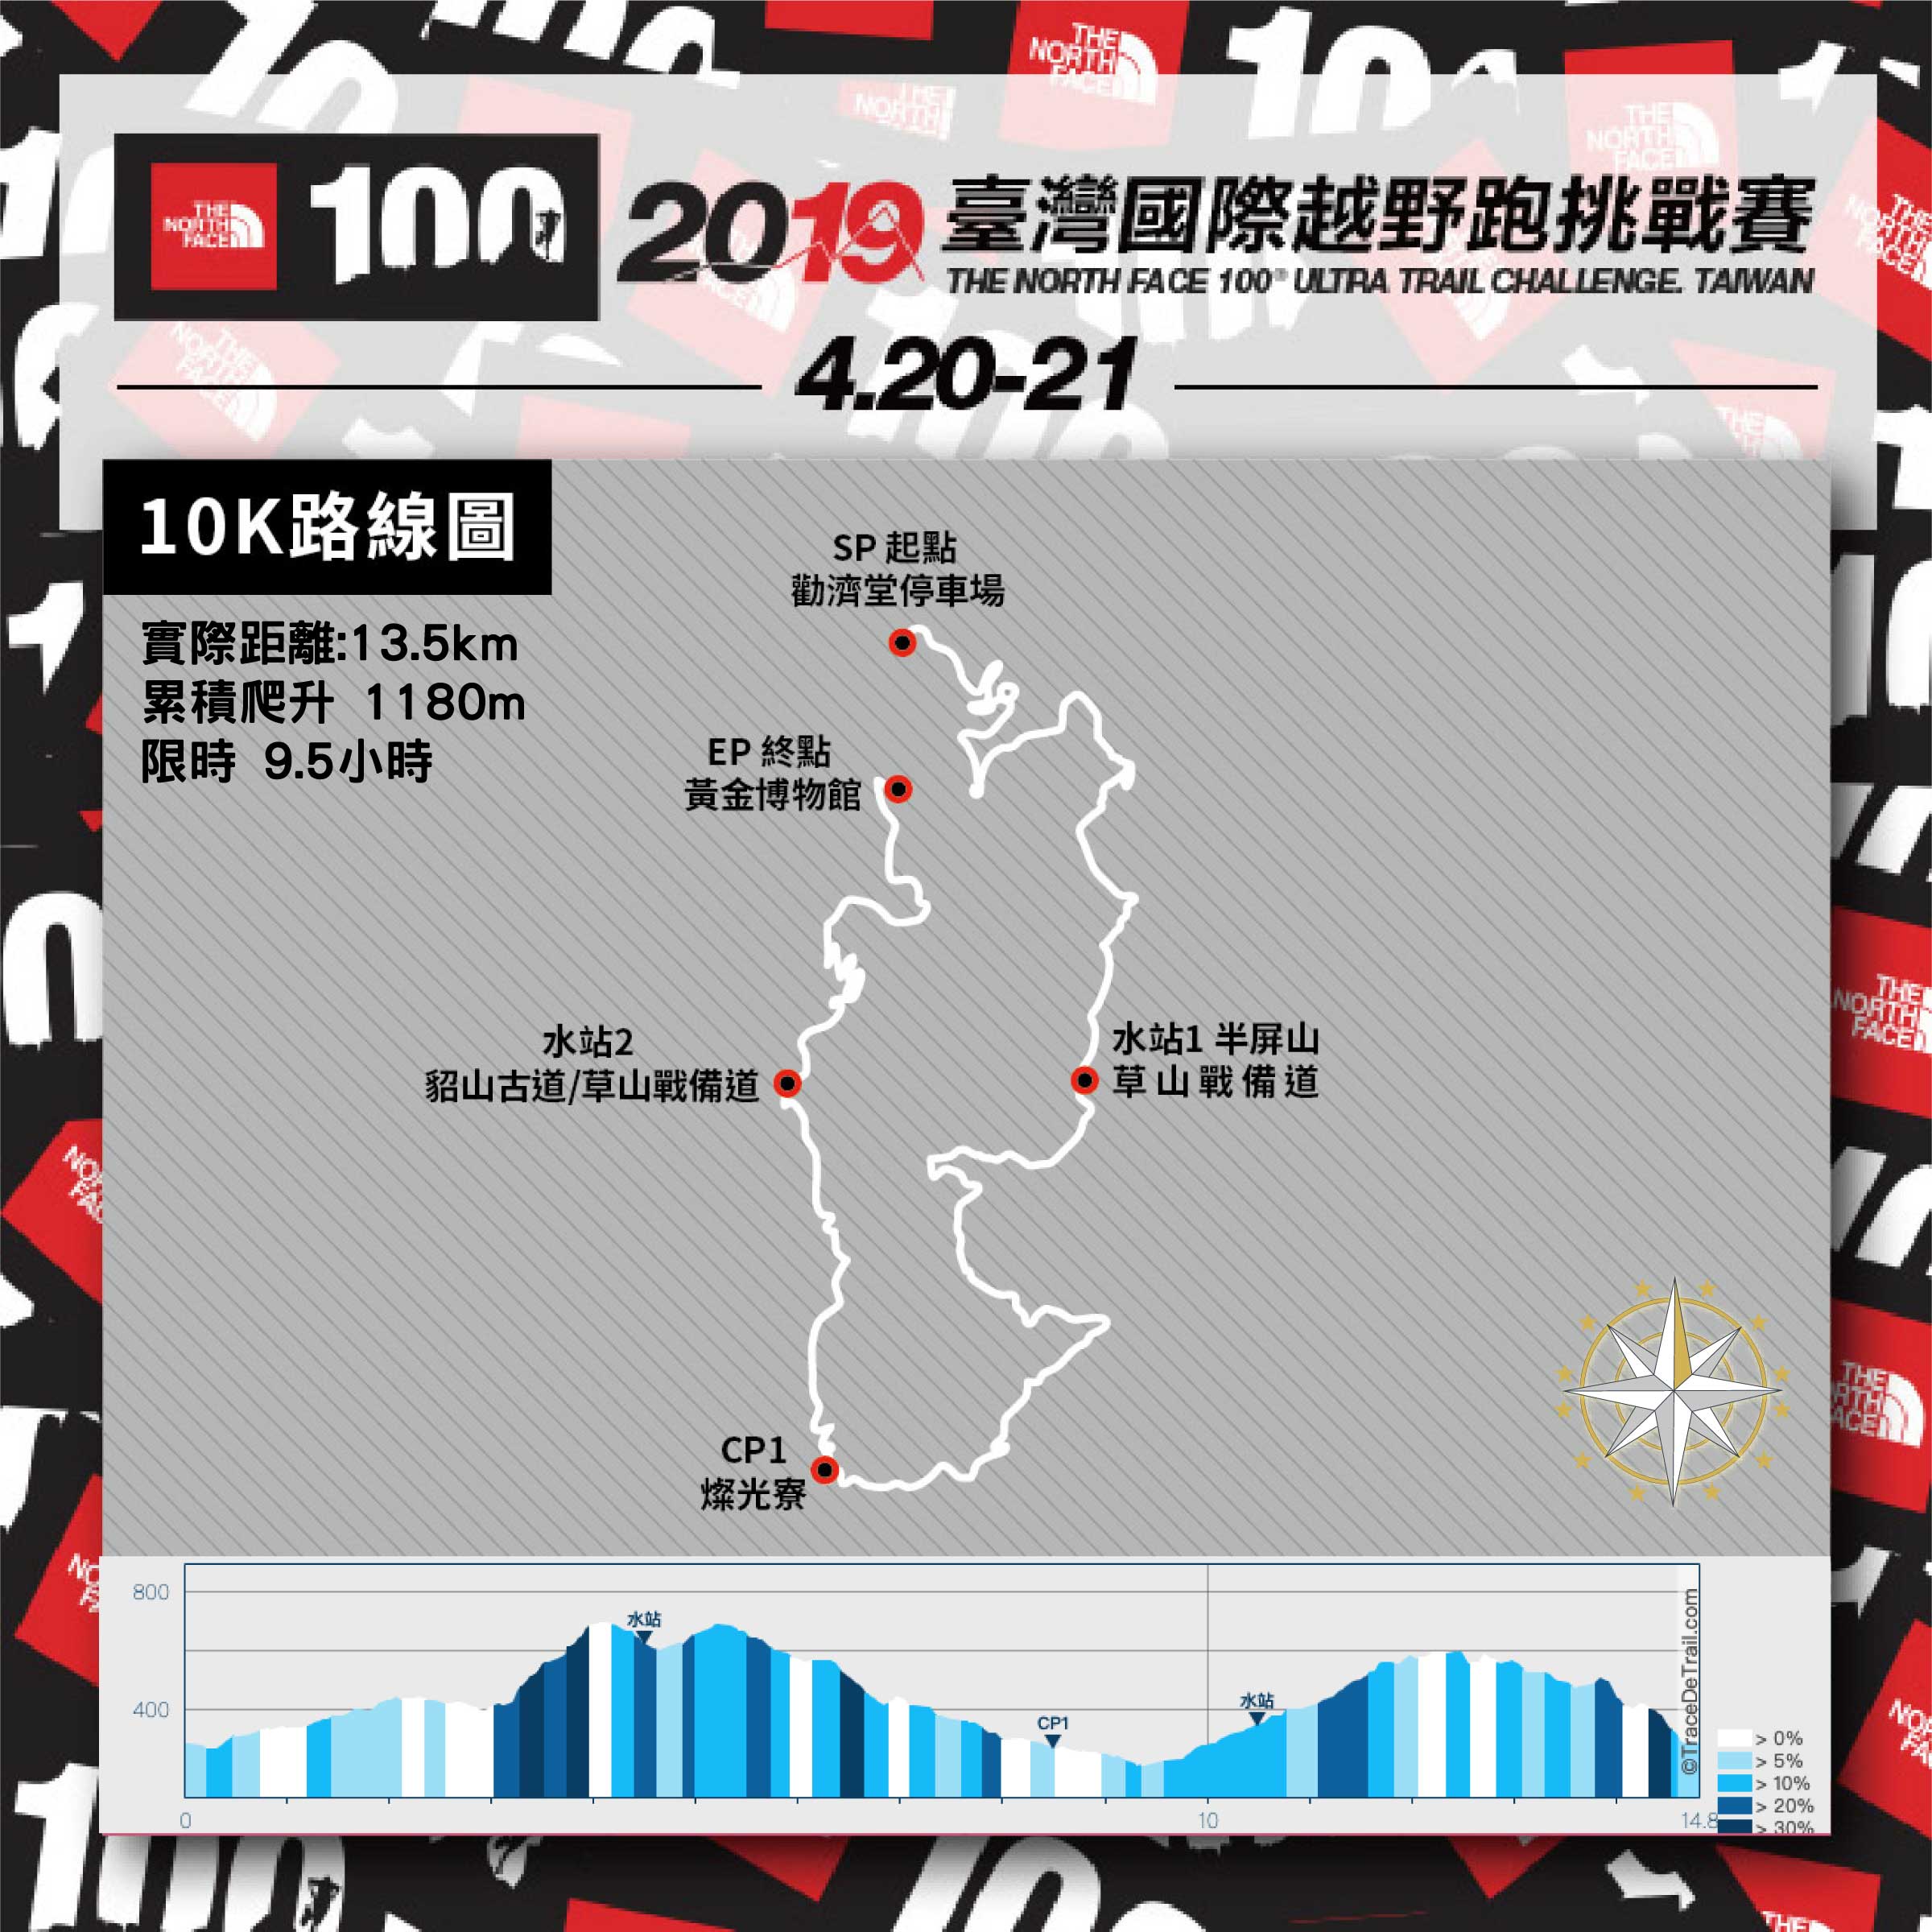 THE NORTH FACE 100
2019 臺灣國際越野跑挑戰賽
THE NORTH FACE 100® ULTRA TRAIL CHALLENGE. TAIWAN
4.20-21
10K路線圖
實際距離:13.5km
累積爬升 1180m
限時 9.5小時
SP 起點
勸濟堂停車場
EP 終點
黃金博物館
水站2
貂山古道/草山戰備道
水站1 半屏山
草山戰備道
CP1
燦光寮
800
400
水站
CP1
水站
0
10
14.8
©TraceDeTrail.com
> 0%
> 5%
> 10%
> 20%
> 30%